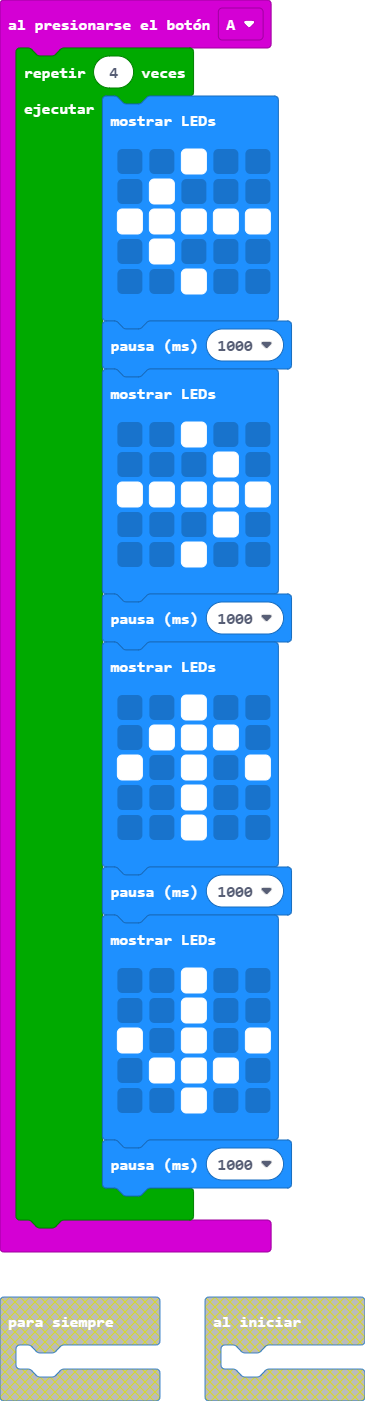 al presionarse el botón A
repetir 4 veces
ejecutar
mostrar LEDs
pausa (ms) 1000
mostrar LEDs
pausa (ms) 1000
mostrar LEDs
pausa (ms) 1000
mostrar LEDs
pausa (ms) 1000
para siempre
al iniciar